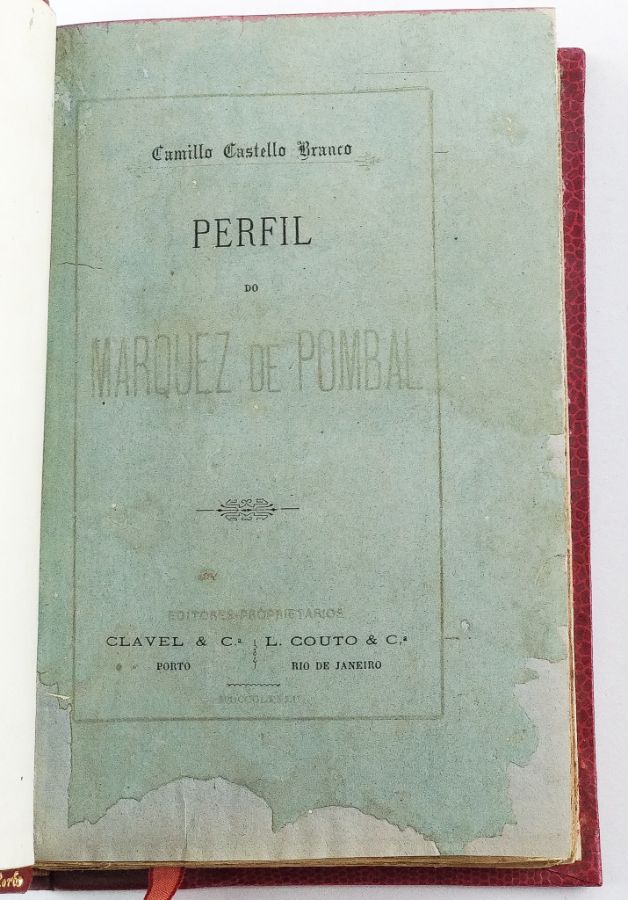 Camillo Castello Branco
PERFIL
DO
MARQUEZ DE POMBAL
EDITORES-PROPRIETARIOS
CLAVEL & C.ª L. COUTO & C.ª
PORTO RIO DE JANEIRO